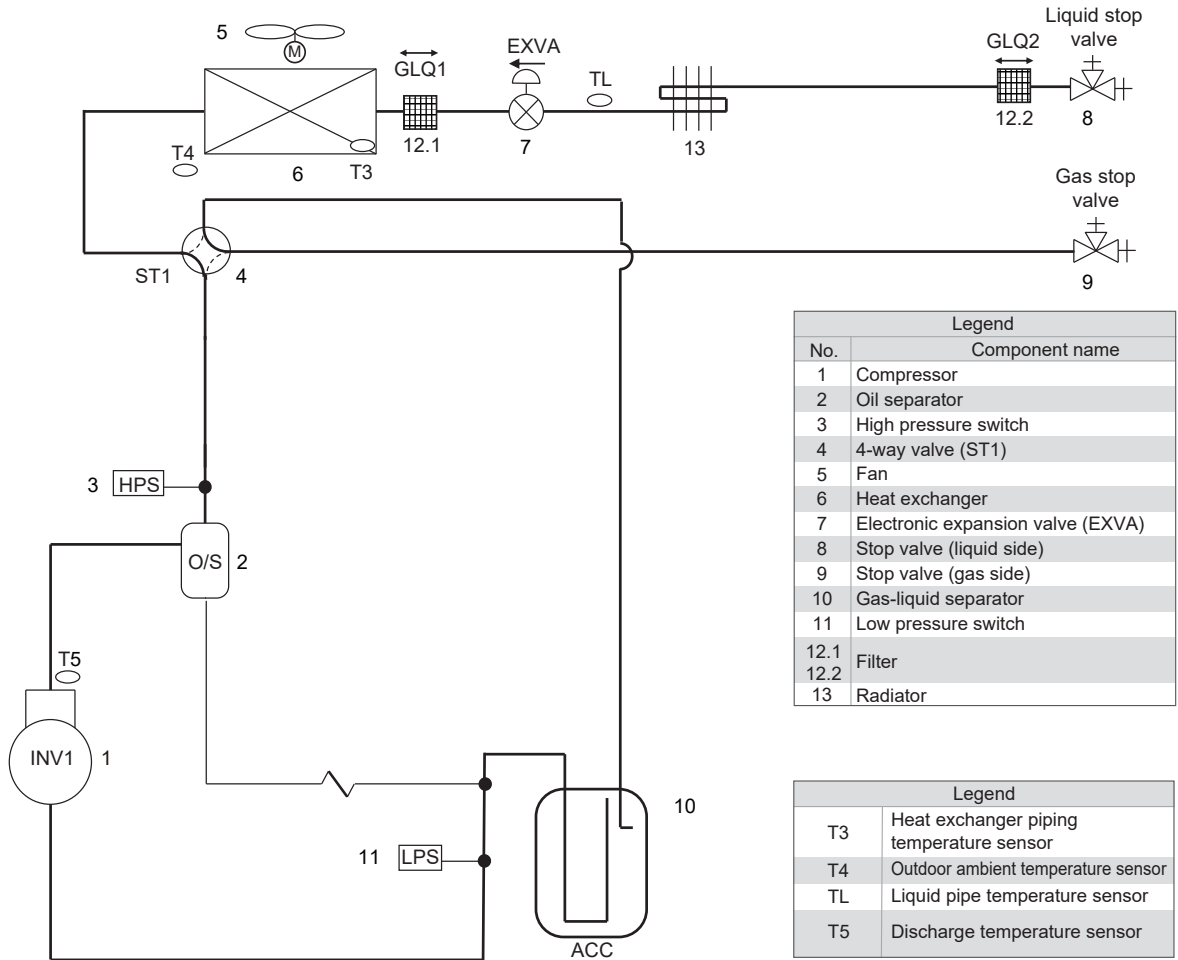 Liquid stop
valve
5
M
EXVA
GLQ2
GLQ1
TL
12.1
7
13
12.2
8
T4
6
T3
Gas stop
valve
ST1
4
9
Legend
No. Component name
1 Compressor
2 Oil separator
3 High pressure switch
4 4-way valve (ST1)
5 Fan
6 Heat exchanger
7 Electronic expansion valve (EXVA)
8 Stop valve (liquid side)
9 Stop valve (gas side)
10 Gas-liquid separator
11 Low pressure switch
12.1
12.2
Filter
13 Radiator
3 HPS
O/S 2
T5
INV1 1
10
11 LPS
ACC
Legend
T3
Heat exchanger piping
temperature sensor
T4 Outdoor ambient temperature sensor
TL Liquid pipe temperature sensor
T5 Discharge temperature sensor